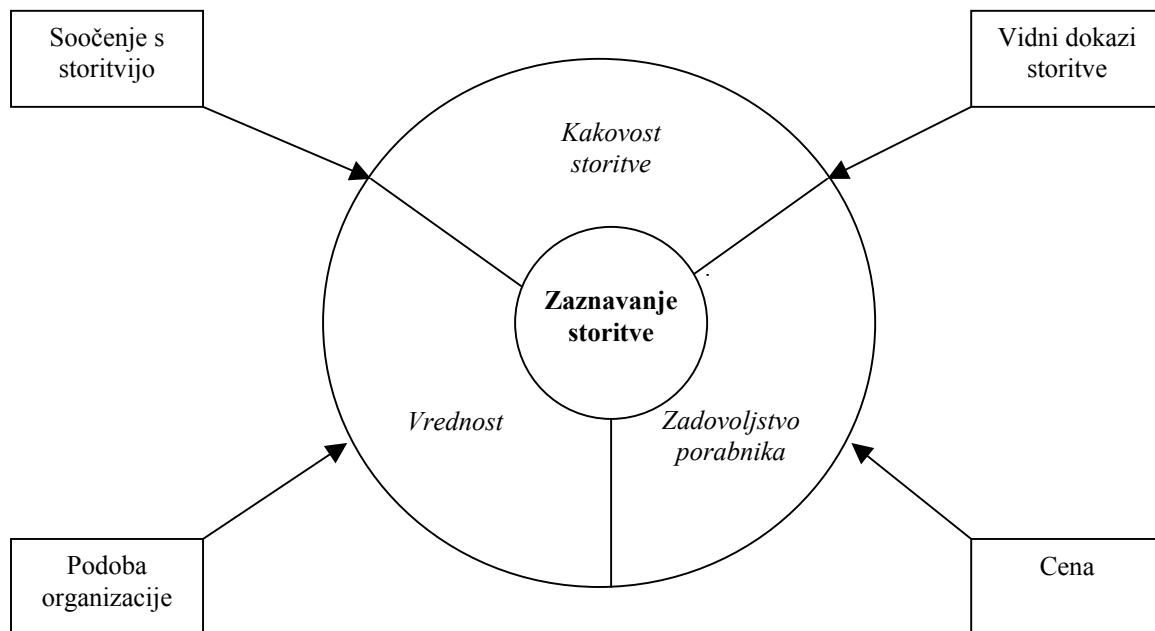 Soočenje s
storitvijo
Vidni dokazi
storitve
Kakovost
storitve
Zaznavanje
storitve
Vrednost
Zadovoljstvo
porabnika
Podoba
organizacije
Cena